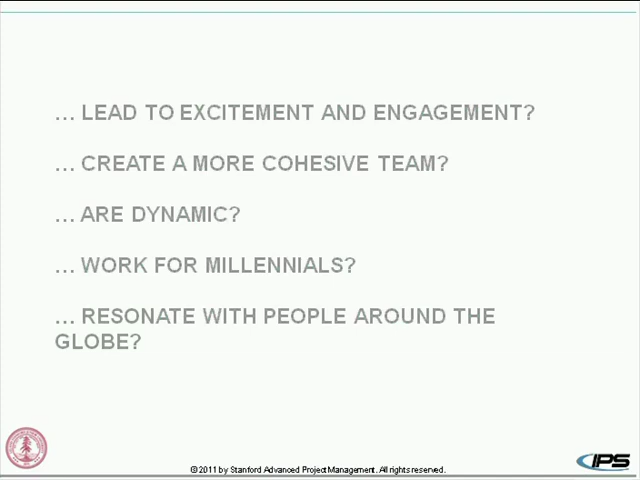 ... LEAD TO EXCITEMENT AND ENGAGEMENT?
... CREATE A MORE COHESIVE TEAM?
... ARE DYNAMIC?
... WORK FOR MILLENNIALS?
... RESONATE WITH PEOPLE AROUND THE
GLOBE?
© 2011 by Stanford Advanced Project Management. All rights reserved.
IPS